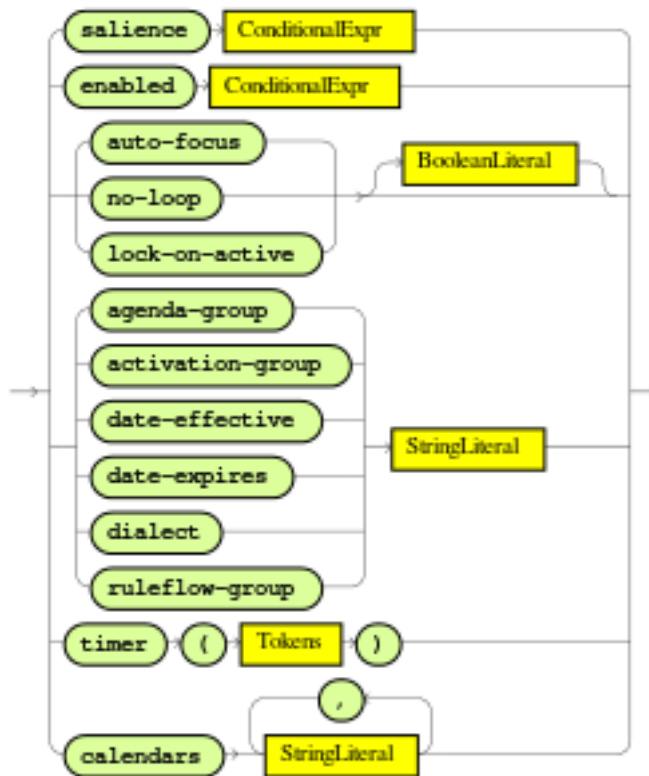 salience ConditionalExpr
enabled ConditionalExpr
auto-focus
BooleanLiteral
no-loop
lock-on-active
agenda-group
activation-group
date-effective
StringLiteral
date-expires
dialect
ruleflow-group
timer ( Tokens )
,
calendars StringLiteral